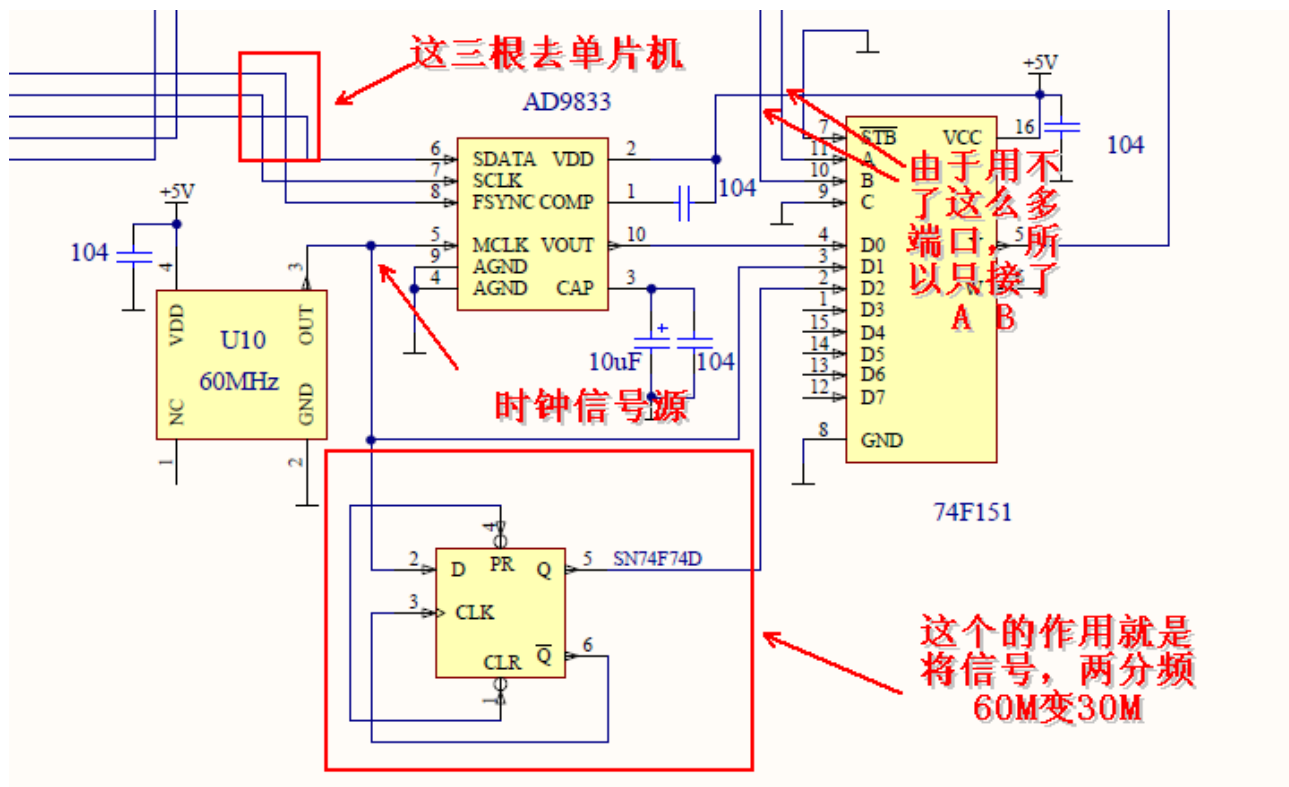 这三根去单片机
AD9833
+5V
104
6 SDATA VDD 2
7 SCLK
8 FSYNC COMP 1
104
5 MCLK VOUT 10
9 AGND
4 AGND CAP 3
+
10uF
104
7 STB VCC 16
11 A
10 B
9 C
4 D0
5
3 D1
2 D2
W
1 D3
15 D4
14 D5
13 D6
12 D7
8 GND
74F151
由于用不
了这么多
端口，所
以只接了
A B
+5V
104
4
3
VDD
OUT
U10
60MHz
NC
GND
1
2
时钟信号源
4
2 D PR Q 5 SN74F74D
3 CLK
CLR Q 6
1
这个的作用就是
将信号，两分频
60M变30M